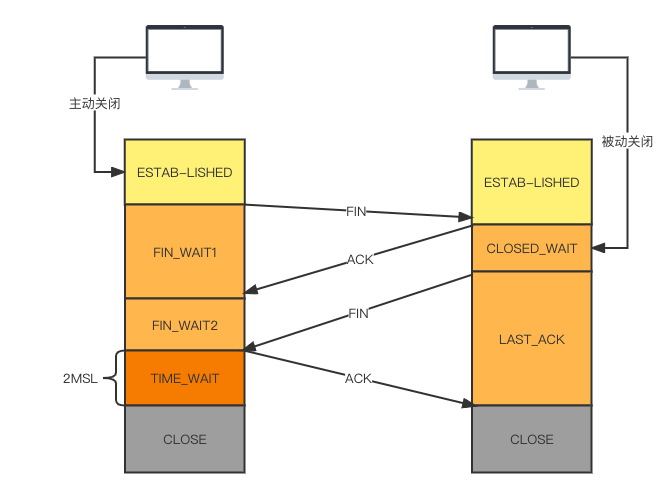 主动关闭
被动关闭
ESTAB-LISHED
ESTAB-LISHED
FIN
FIN_WAIT1
CLOSED_WAIT
ACK
FIN
FIN_WAIT2
LAST_ACK
2MSL
TIME_WAIT
ACK
CLOSE
CLOSE